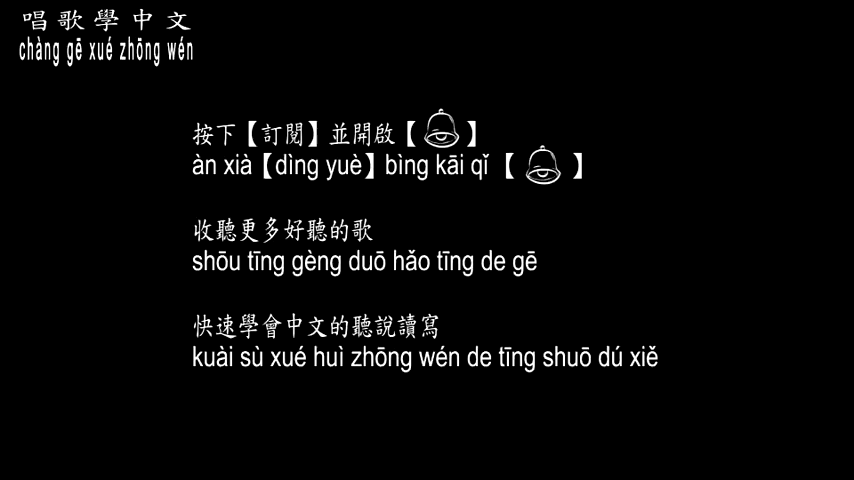 唱歌學中文
chàng gē xué zhōng wén
按下【訂閱】並開啟【】
àn xià【dìng yuè】bìng kāi qǐ 【】
收聽更多好聽的歌
shōu tīng gèng duō hǎo tīng de gē
快速學會中文的聽說讀寫
kuài sù xué huì zhōng wén de tīng shuō dú xiě